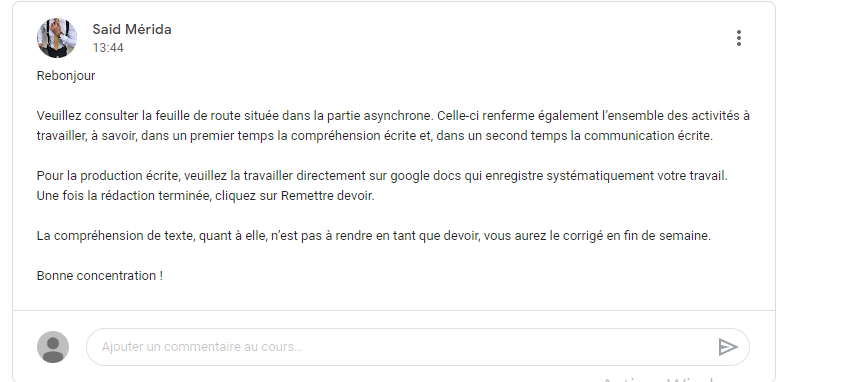 Said Mérida
13:44
Rebonjour
Veuillez consulter la feuille de route située dans la partie asynchrone. Celle-ci renferme également l’ensemble des activités à
travailler, à savoir, dans un premier temps la compréhension écrite et, dans un second temps la communication écrite.
Pour la production écrite, veuillez la travailler directement sur google docs qui enregistre systématiquement votre travail.
Une fois la rédaction terminée, cliquez sur Remettre devoir.
La compréhension de texte, quant à elle, n’est pas à rendre en tant que devoir, vous aurez le corrigé en fin de semaine.
Bonne concentration !
Ajouter un commentaire au cours...